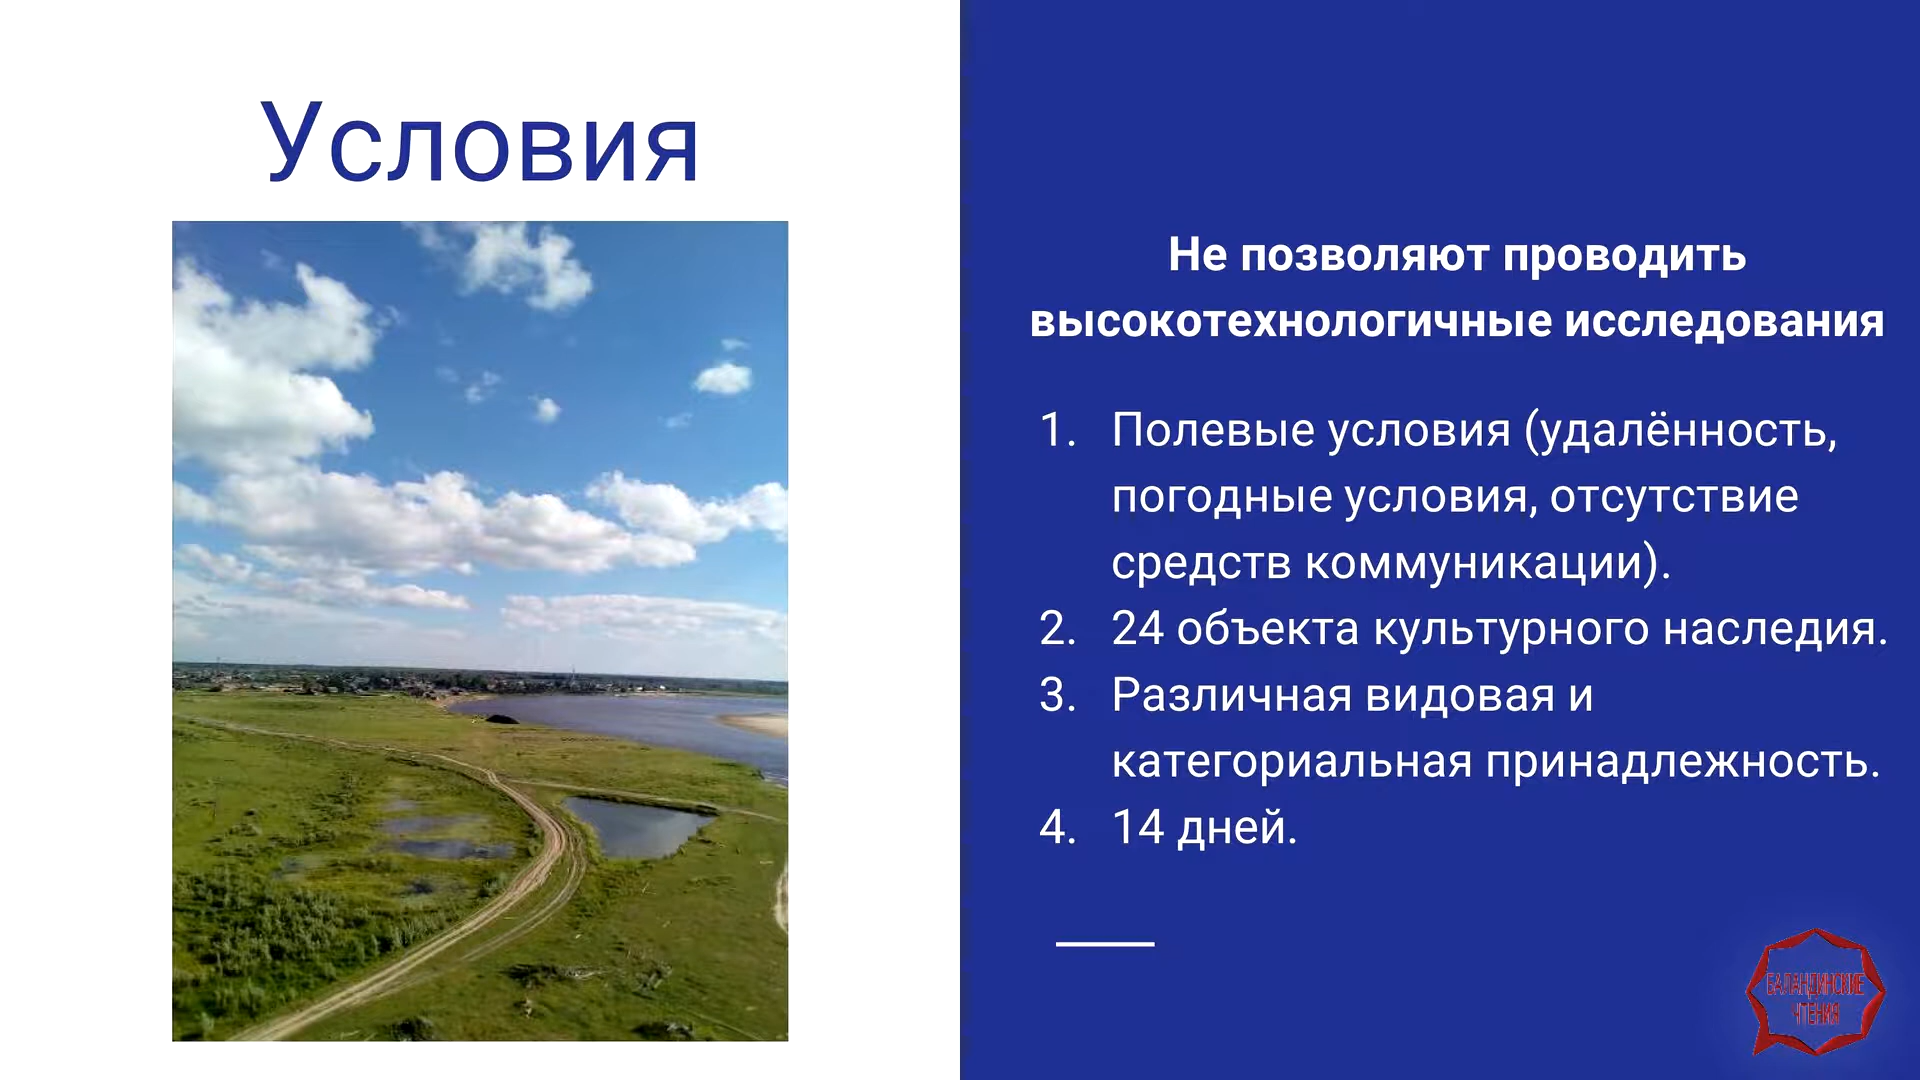 Условия
Не позволяют проводить
высокотехнологичные исследования
1. Полевые условия (удалённость,
погодные условия, отсутствие
средств коммуникации).
2. 24 объекта культурного наследия.
3. Различная видовая и
категориальная принадлежность.
4. 14 дней.
БАЛАНДИНСКИЕ
ЧТЕНИЯ